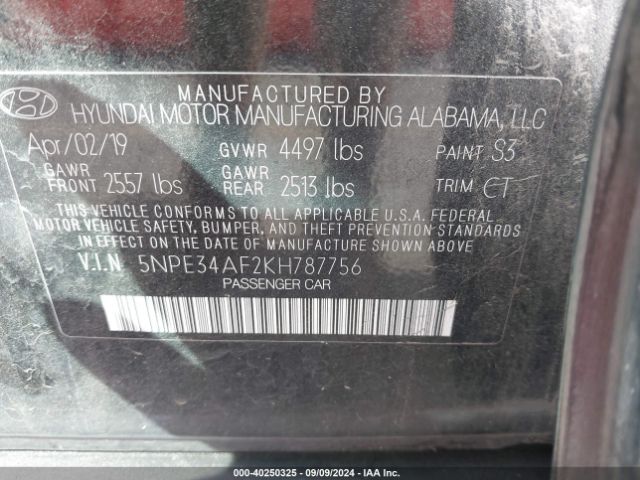 MANUFACTURED BY
HYUNDAI MOTOR MANUFACTURING ALABAMA, LLC
Apr/02/19 GVWR 4497 lbs PAINT S3
GAWR FRONT 2557 lbs GAWR REAR 2513 lbs TRIM CT
THIS VEHICLE CONFORMS TO ALL APPLICABLE U.S.A. FEDERAL
MOTOR VEHICLE SAFETY, BUMPER, AND THEFT PREVENTION STANDARDS
IN EFFECT ON THE DATE OF MANUFACTURE SHOWN ABOVE
V.I.N 5NPE34AF2KH787756
PASSENGER CAR
000-40250325 - 09/09/2024 - IAA Inc.